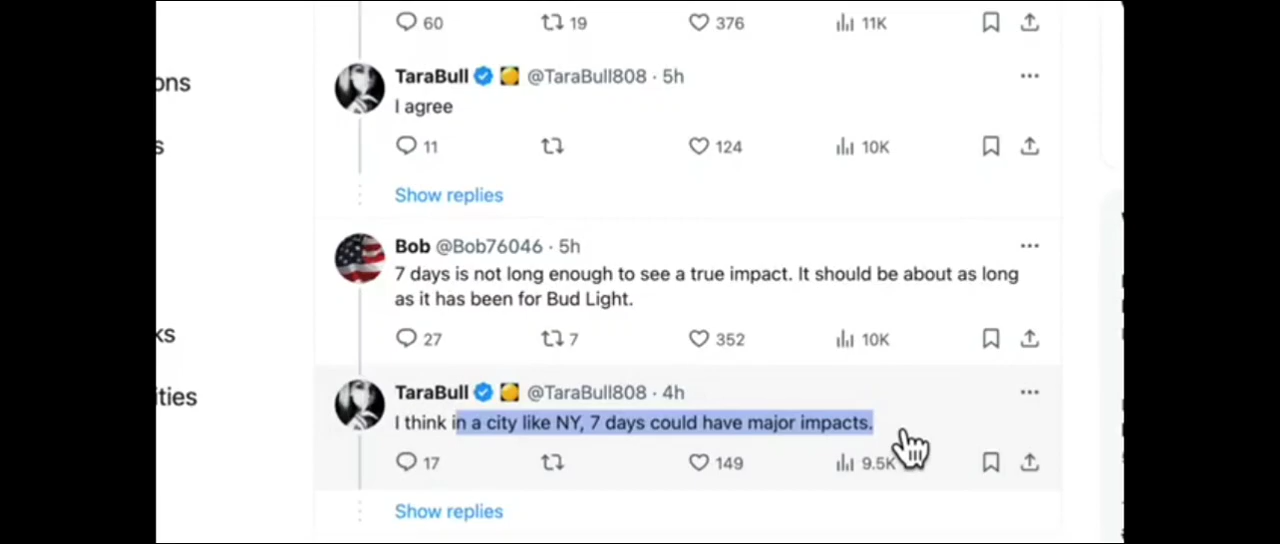 60 19 376 11K
ons
TaraBull @TaraBull808 · 5h
I agree
s
11 124 10K
Show replies
Bob @Bob76046 · 5h
7 days is not long enough to see a true impact. It should be about as long
as it has been for Bud Light.
ks
27 7 352 10K
TaraBull @TaraBull808 · 4h
ities
I think in a city like NY, 7 days could have major impacts.
17 149 9.5K
Show replies